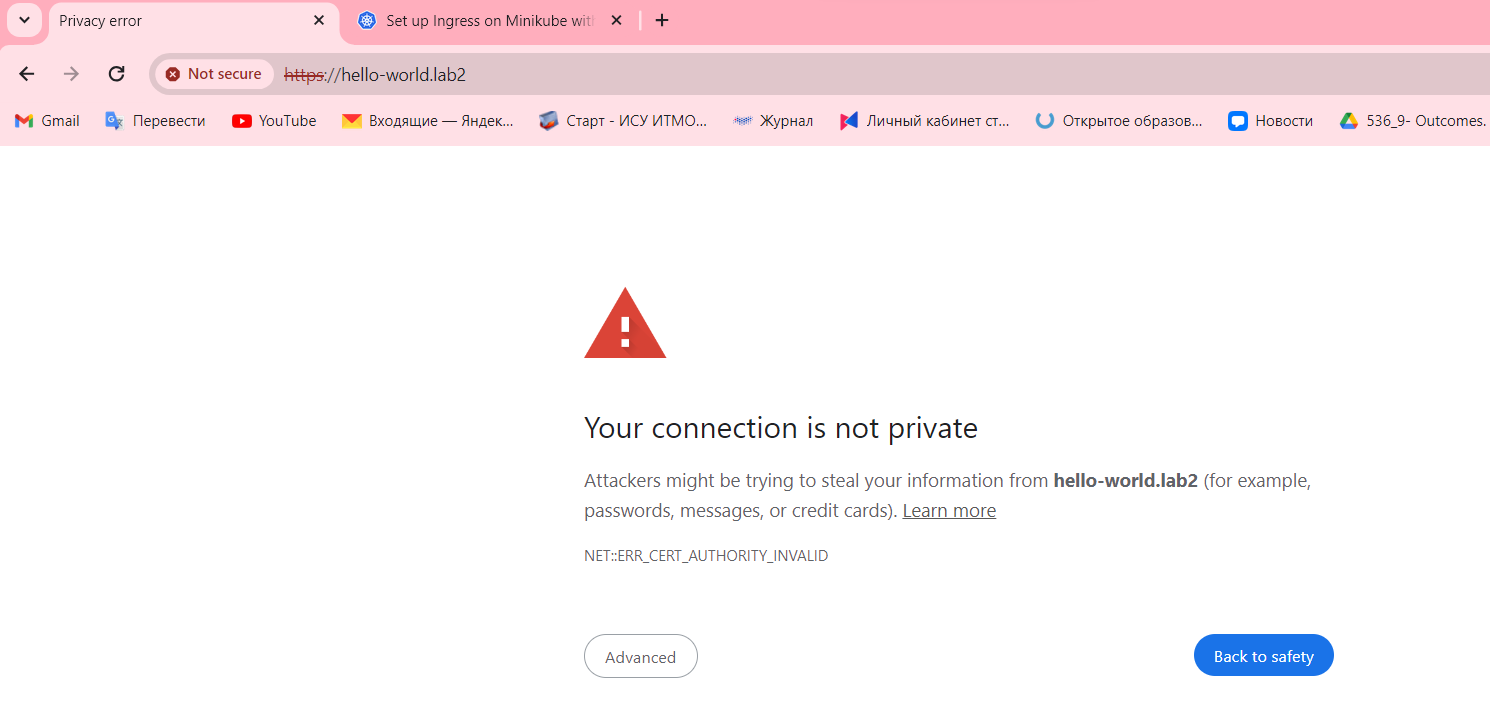 Privacy error
Set up Ingress on Minikube wit
Not secure
https://hello-world.lab2
Gmail
Перевести
YouTube
Входящие — Яндек...
Старт - ИСУ ИТМО...
Журнал
Личный кабинет ст...
Открытое образов...
Новости
536_9- Outcomes.
Your connection is not private
Attackers might be trying to steal your information from hello-world.lab2 (for example,
passwords, messages, or credit cards). Learn more
NET::ERR_CERT_AUTHORITY_INVALID
Advanced
Back to safety